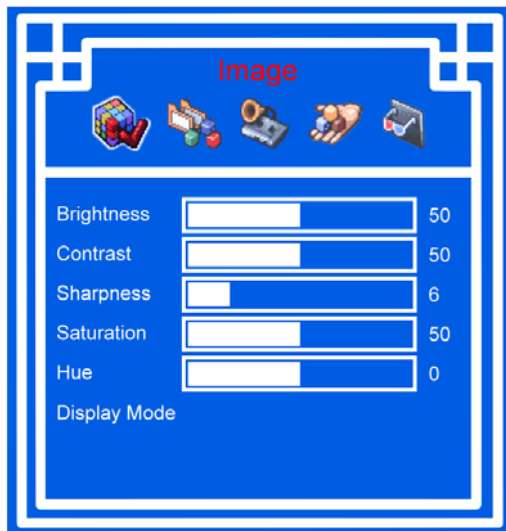 Image
Brightness 50
Contrast 50
Sharpness 6
Saturation 50
Hue 0
Display Mode